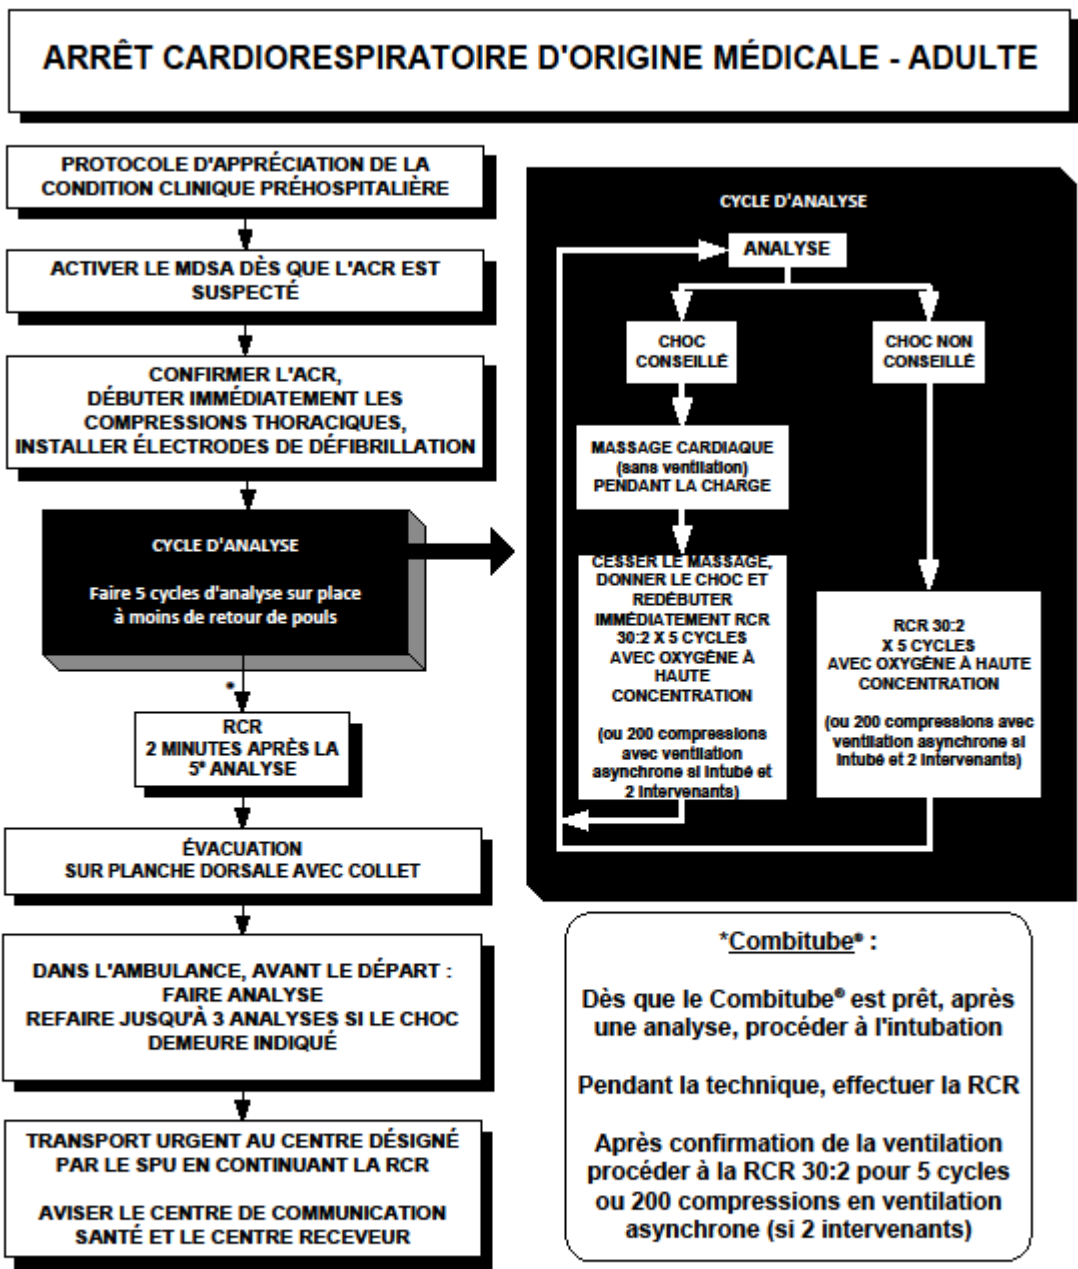 ARRÊT CARDIORESPIRATOIRE D'ORIGINE MÉDICALE - ADULTE
PROTOCOLE D'APPRÉCIATION DE LA
CONDITION CLINIQUE PRÉHOSPITALIÈRE
ACTIVER LE MDSA DÈS QUE L'ACR EST
SUSPECTÉ
CONFIRMER L'ACR,
DÉBUTER IMMÉDIATEMENT LES
COMPRESSIONS THORACIQUES,
INSTALLER ÉLECTRODES DE DÉFIBRILLATION
CYCLE D'ANALYSE
Faire 5 cycles d'analyse sur place
à moins de retour de pouls
*
RCR
2 MINUTES APRÈS LA
5e ANALYSE
ÉVACUATION
SUR PLANCHE DORSALE AVEC COLLET
DANS L'AMBULANCE, AVANT LE DÉPART :
FAIRE ANALYSE
REFAIRE JUSQU'À 3 ANALYSES SI LE CHOC
DEMEURE INDIQUÉ
TRANSPORT URGENT AU CENTRE DÉSIGNÉ
PAR LE SPU EN CONTINUANT LA RCR
AVISER LE CENTRE DE COMMUNICATION
SANTÉ ET LE CENTRE RECEVEUR
CYCLE D'ANALYSE
ANALYSE
CHOC
CONSEILLÉ
MASSAGE CARDIAQUE
(sans ventilation)
PENDANT LA CHARGE
CESSER LE MASSAGE,
DONNER LE CHOC ET
REDÉBUTER
IMMÉDIATEMENT RCR
30:2 X 5 CYCLES
AVEC OXYGÈNE À
HAUTE
CONCENTRATION
(ou 200 compressions
avec ventilation
asynchrone si intubé et
2 intervenants)
CHOC NON
CONSEILLÉ
RCR 30:2
X 5 CYCLES
AVEC OXYGÈNE À HAUTE
CONCENTRATION
(ou 200 compressions avec
ventilation asynchrone si
intubé et 2 intervenants)
*Combitube® :
Dès que le Combitube® est prêt, après
une analyse, procéder à l'intubation
Pendant la technique, effectuer la RCR
Après confirmation de la ventilation
procéder à la RCR 30:2 pour 5 cycles
ou 200 compressions en ventilation
asynchrone (si 2 intervenants)